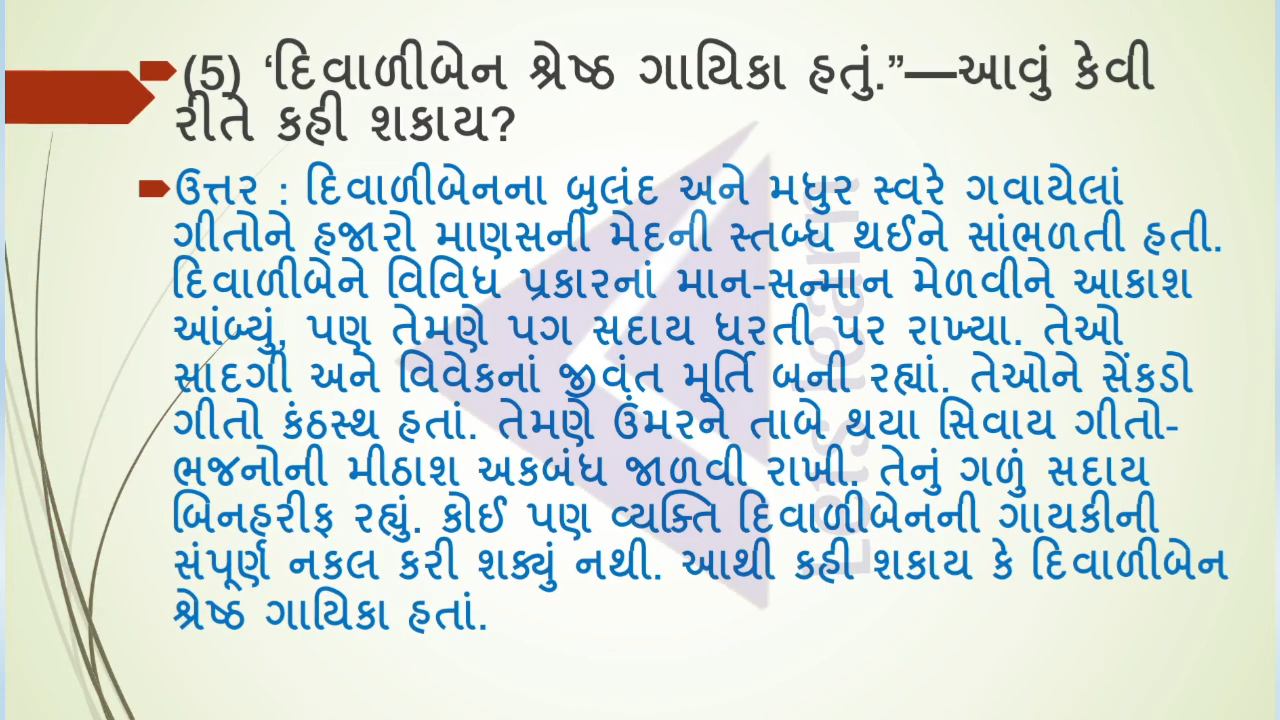 (5) ‘દિવાળીબેન શ્રેષ્ઠ ગાયિકા હતું.”—આવું કેવી
રીતે કહી શકાય?
ઉત્તર : દિવાળીબેનના બુલંદ અને મધુર સ્વરે ગવાયેલાં
ગીતોને હજારો માણસની મેદની સ્તબ્ધ થઈને સાંભળતી હતી.
દિવાળીબેને વિવિધ પ્રકારનાં માન-સન્માન મેળવીને આકાશ
આંબ્યું, પણ તેમણે પગ સદાય ધરતી પર રાખ્યા. તેઓ
સાદગી અને વિવેકનાં જીવંત મૂર્તિ બની રહ્યાં. તેઓને સેંકડો
ગીતો કંઠસ્થ હતાં. તેમણે ઉંમરને તાબે થયા સિવાય ગીતો-
ભજનોની મીઠાશ અકબંધ જાળવી રાખી. તેનું ગળું સદાય
બિનહરીફ રહ્યું. કોઈ પણ વ્યક્તિ દિવાળીબેનની ગાયકીની
સંપૂર્ણ નકલ કરી શક્યું નથી. આથી કહી શકાય કે દિવાળીબેન
શ્રેષ્ઠ ગાયિકા હતાં.